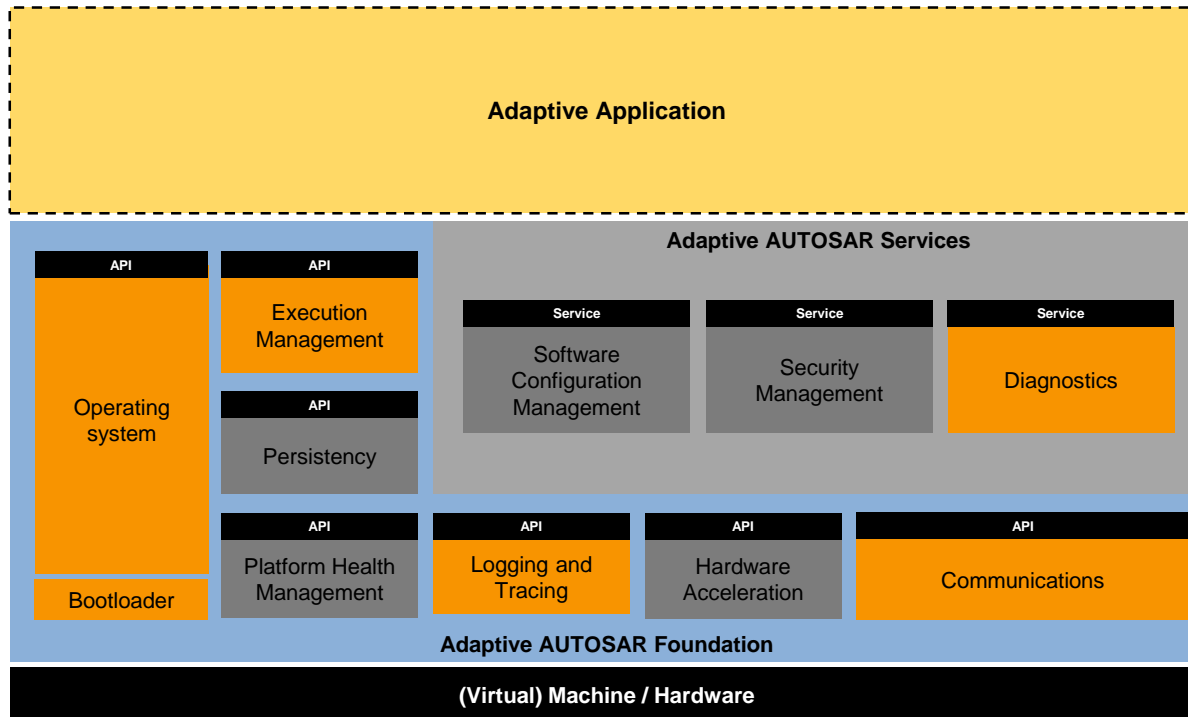 Adaptive Application
Adaptive AUTOSAR Services
API
Operating
system
Bootloader
API
Execution
Management
API
Persistency
API
Platform Health
Management
Service
Software
Configuration
Management
Service
Security
Management
Service
Diagnostics
API
Logging and
Tracing
API
Hardware
Acceleration
API
Communications
Adaptive AUTOSAR Foundation
(Virtual) Machine / Hardware